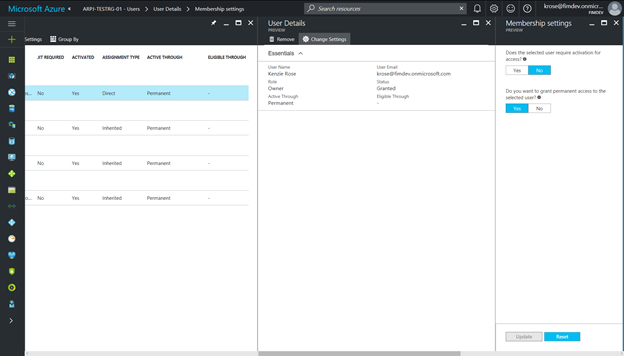 Microsoft Azure ARPJ-TESTRG-01 - Users > User Details > Membership settings
Search resources
krose@fimdev.onmicr...
FIMDEV
Settings Group By
JIT REQUIRED ACTIVATED ASSIGNMENT TYPE ACTIVE THROUGH ELIGIBLE THROUGH
No Yes Direct Permanent -
No Yes Inherited Permanent -
No Yes Inherited Permanent -
No Yes Inherited Permanent -
User Details
PREVIEW
Remove Change Settings
Essentials
User Name
Kenzie Rose
Role
Owner
Active Through
Permanent
User Email
krose@fimdev.onmicrosoft.com
Status
Granted
Eligible Through
-
Membership settings
PREVIEW
Does the selected user require activation for
access?
Yes No
Do you want to grant permanent access to the
selected user?
Yes No
Update Reset